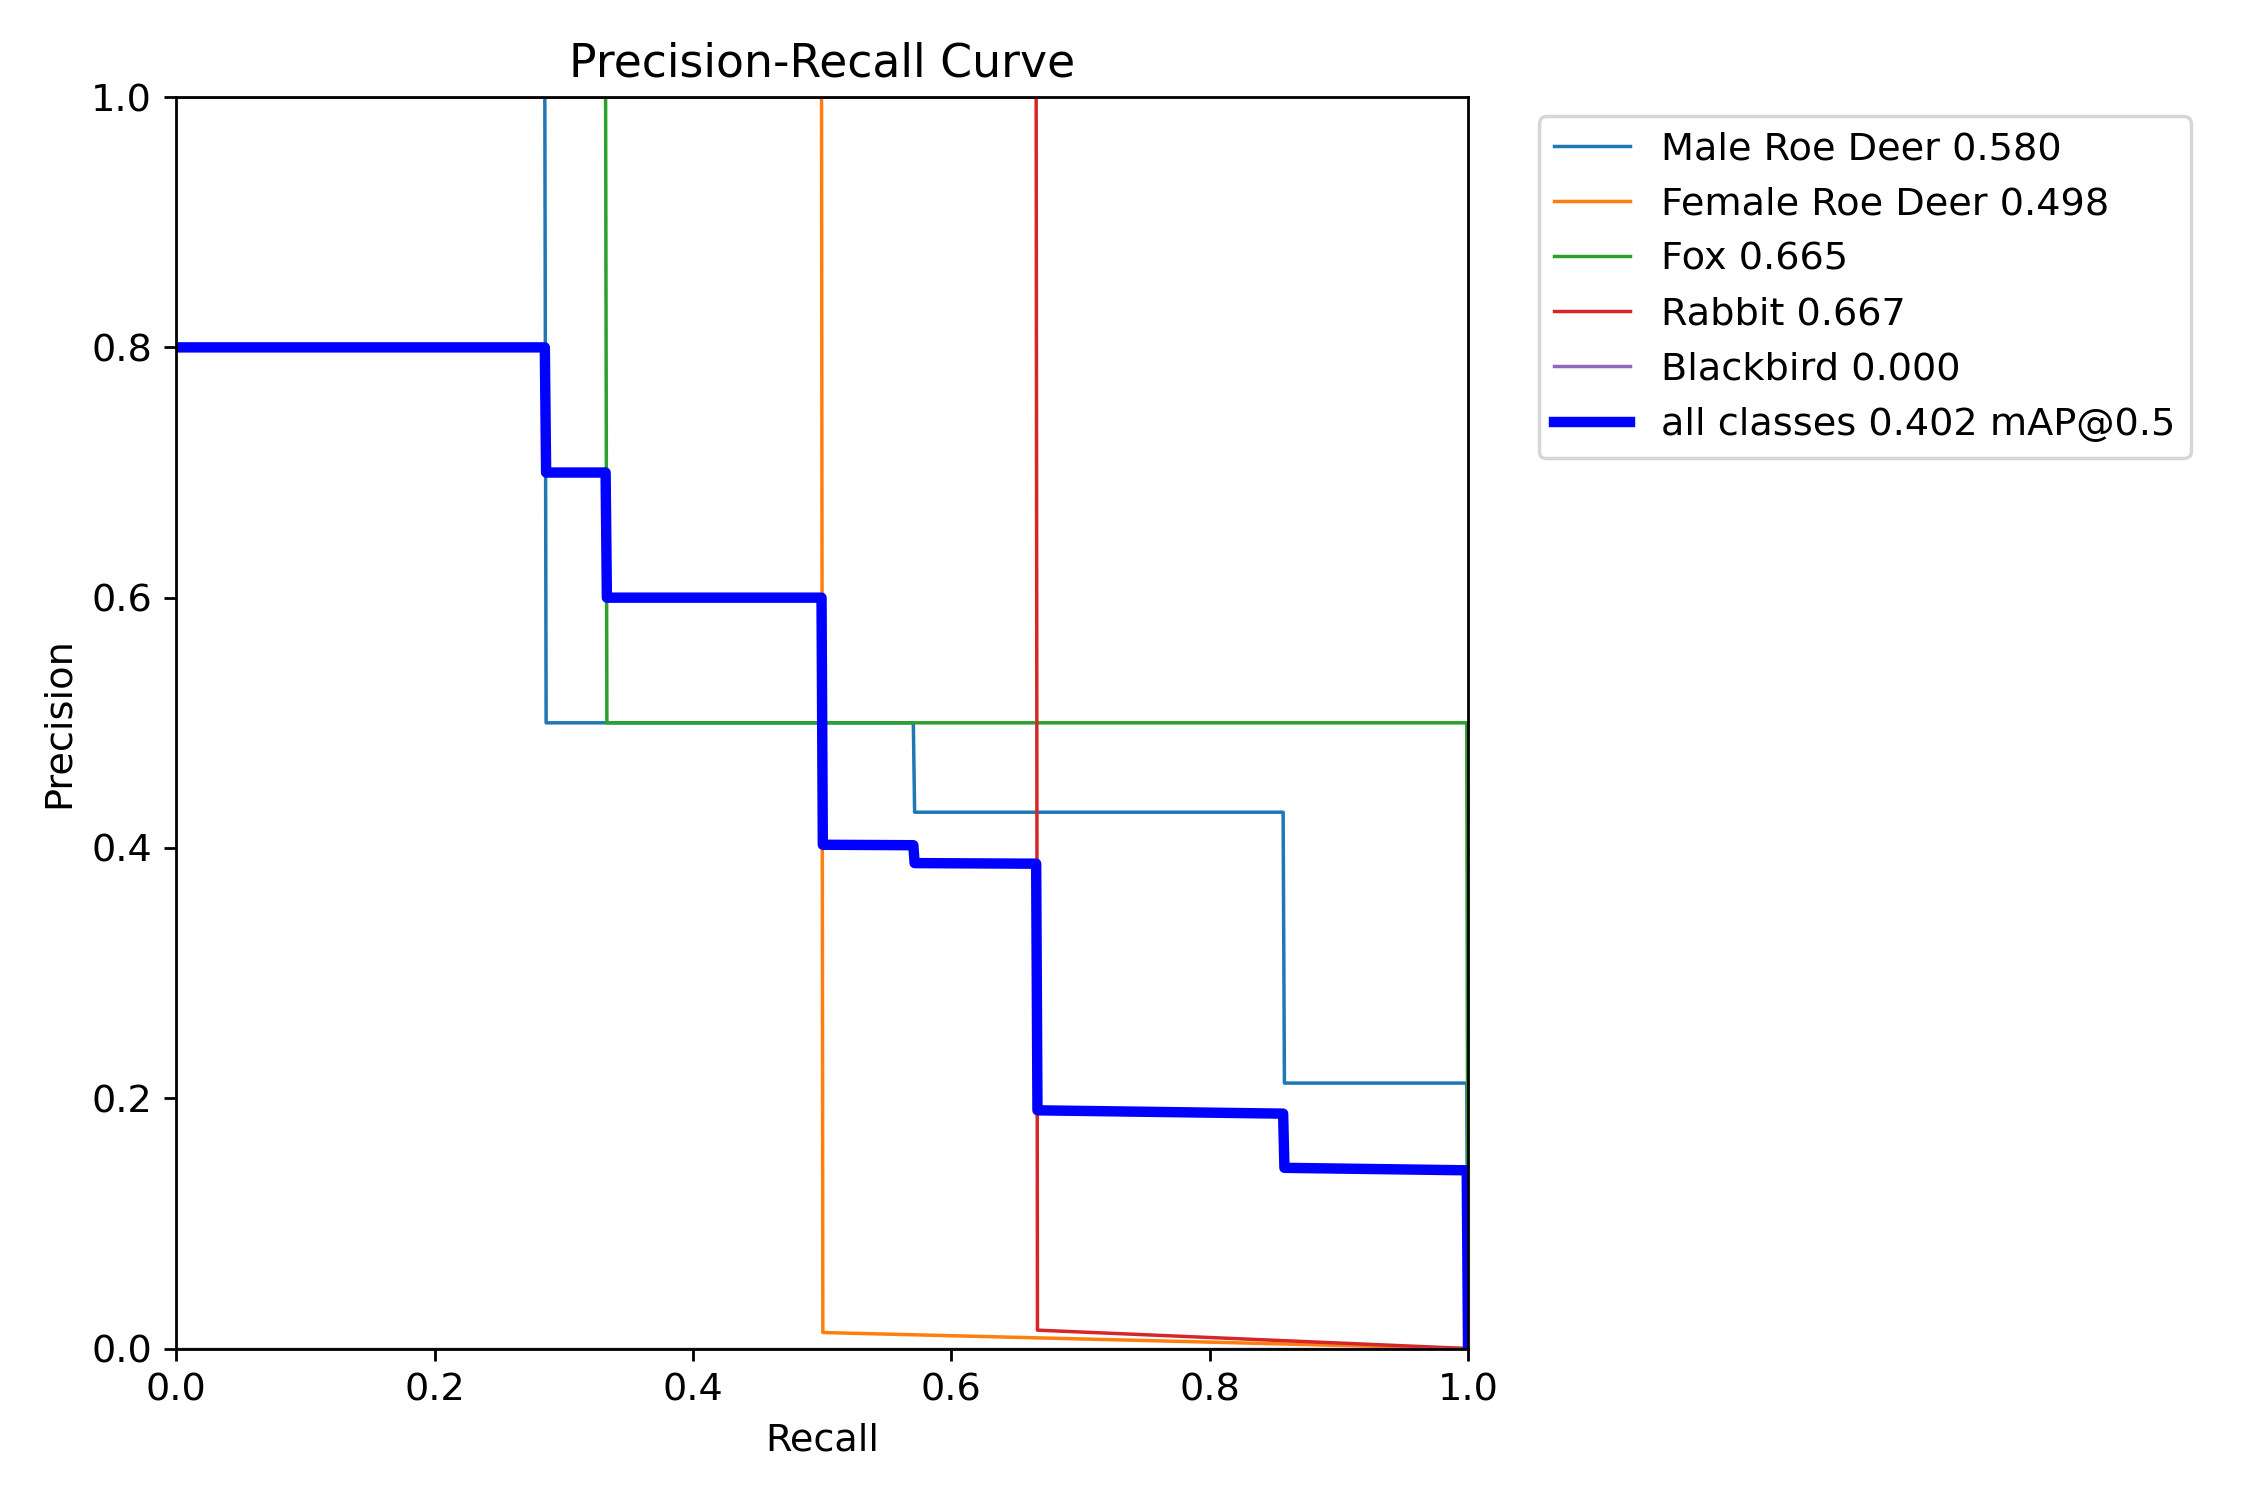 Precision-Recall Curve
1.0
0.8
0.6
0.4
0.2
0.0
Precision
0.0 0.2 0.4 0.6 0.8 1.0
Recall
Male Roe Deer 0.580
Female Roe Deer 0.498
Fox 0.665
Rabbit 0.667
Blackbird 0.000
all classes 0.402 mAP@0.5